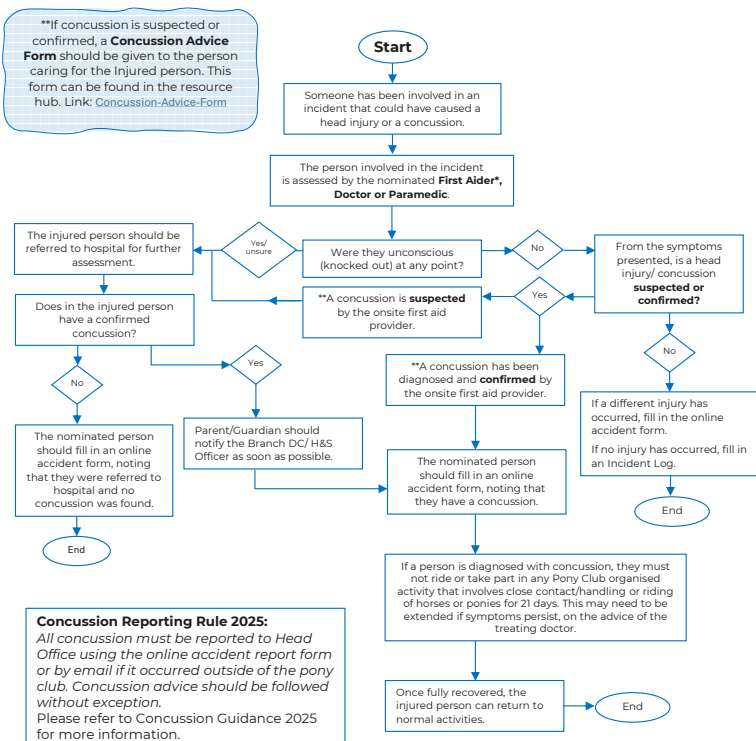 **If concussion is suspected or
confirmed, a Concussion Advice
Form should be given to the person
caring for the Injured person. This
form can be found in the resource
hub. Link: Concussion-Advice-Form
Start
Someone has been involved in an
incident that could have caused a
head injury or a concussion.
The person involved in the incident
is assessed by the nominated First Aider*,
Doctor or Paramedic.
The injured person should be
referred to hospital for further
assessment.
Yes/
unsure
Were they unconscious
(knocked out) at any point?
No
From the symptoms
presented, is a head
injury/ concussion
suspected or
confirmed?
**A concussion is suspected
by the onsite first aid
provider.
Yes
Does in the injured person
have a confirmed
concussion?
No
Yes
**A concussion has been
diagnosed and confirmed by
the onsite first aid provider.
No
If a different injury has
occurred, fill in the online
accident form.
If no injury has occurred, fill in
an Incident Log.
The nominated person
should fill in an online
accident form, noting
that they were referred to
hospital and no
concussion was found.
Parent/Guardian should
notify the Branch DC/ H&S
Officer as soon as possible.
The nominated person
should fill in an online
accident form, noting that
they have a concussion.
End
End
If a person is diagnosed with concussion, they must
not ride or take part in any Pony Club organised
activity that involves close contact/handling or riding
of horses or ponies for 21 days. This may need to be
extended if symptoms persist, on the advice of the
treating doctor.
Concussion Reporting Rule 2025:
All concussion must be reported to Head
Office using the online accident report form
or by email if it occurred outside of the pony
club. Concussion advice should be followed
without exception.
Please refer to Concussion Guidance 2025
for more information.
Once fully recovered, the
injured person can return to
normal activities.
End